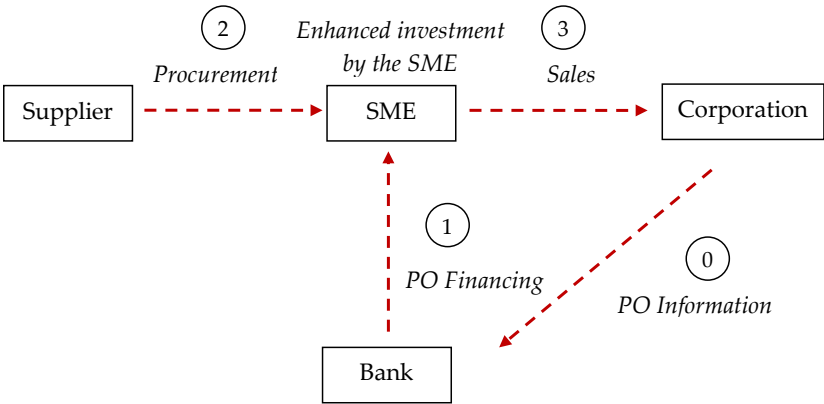 2
Enhanced investment
by the SME
3
Procurement
Sales
Supplier
SME
Corporation
1
PO Financing
0
PO Information
Bank